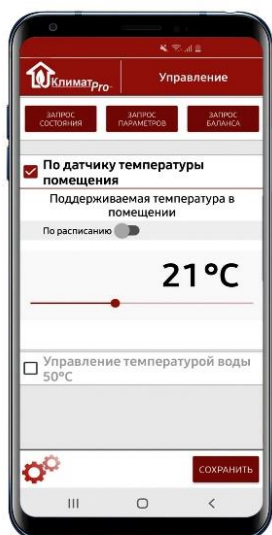 Климатpro
Управление
ЗАПРОС
СОСТОЯНИЯ
ЗАПРОС
ПАРАМЕТРОВ
ЗАПРОС
БАЛАНСА
По датчику температуры
помещения
Поддерживаемая температура в
помещении
По расписанию
21°C
Управление температурой воды
50°C
СОХРАНИТЬ